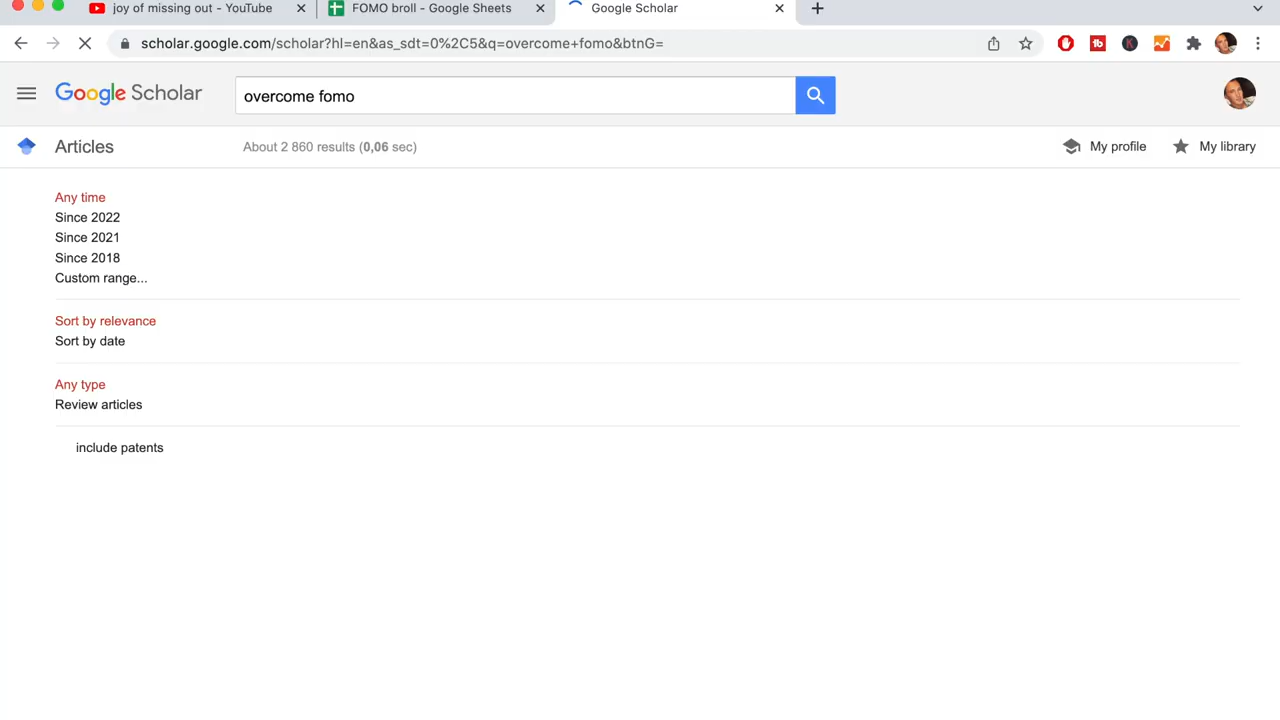 joy of missing out - YouTube
FOMO broll - Google Sheets
Google Scholar
scholar.google.com/scholar?hl=en&as_sdt=0%2C5&q=overcome+fomo&btnG=
Google Scholar
overcome fomo
Articles
About 2 860 results (0,06 sec)
My profile
My library
Any time
Since 2022
Since 2021
Since 2018
Custom range...
Sort by relevance
Sort by date
Any type
Review articles
include patents